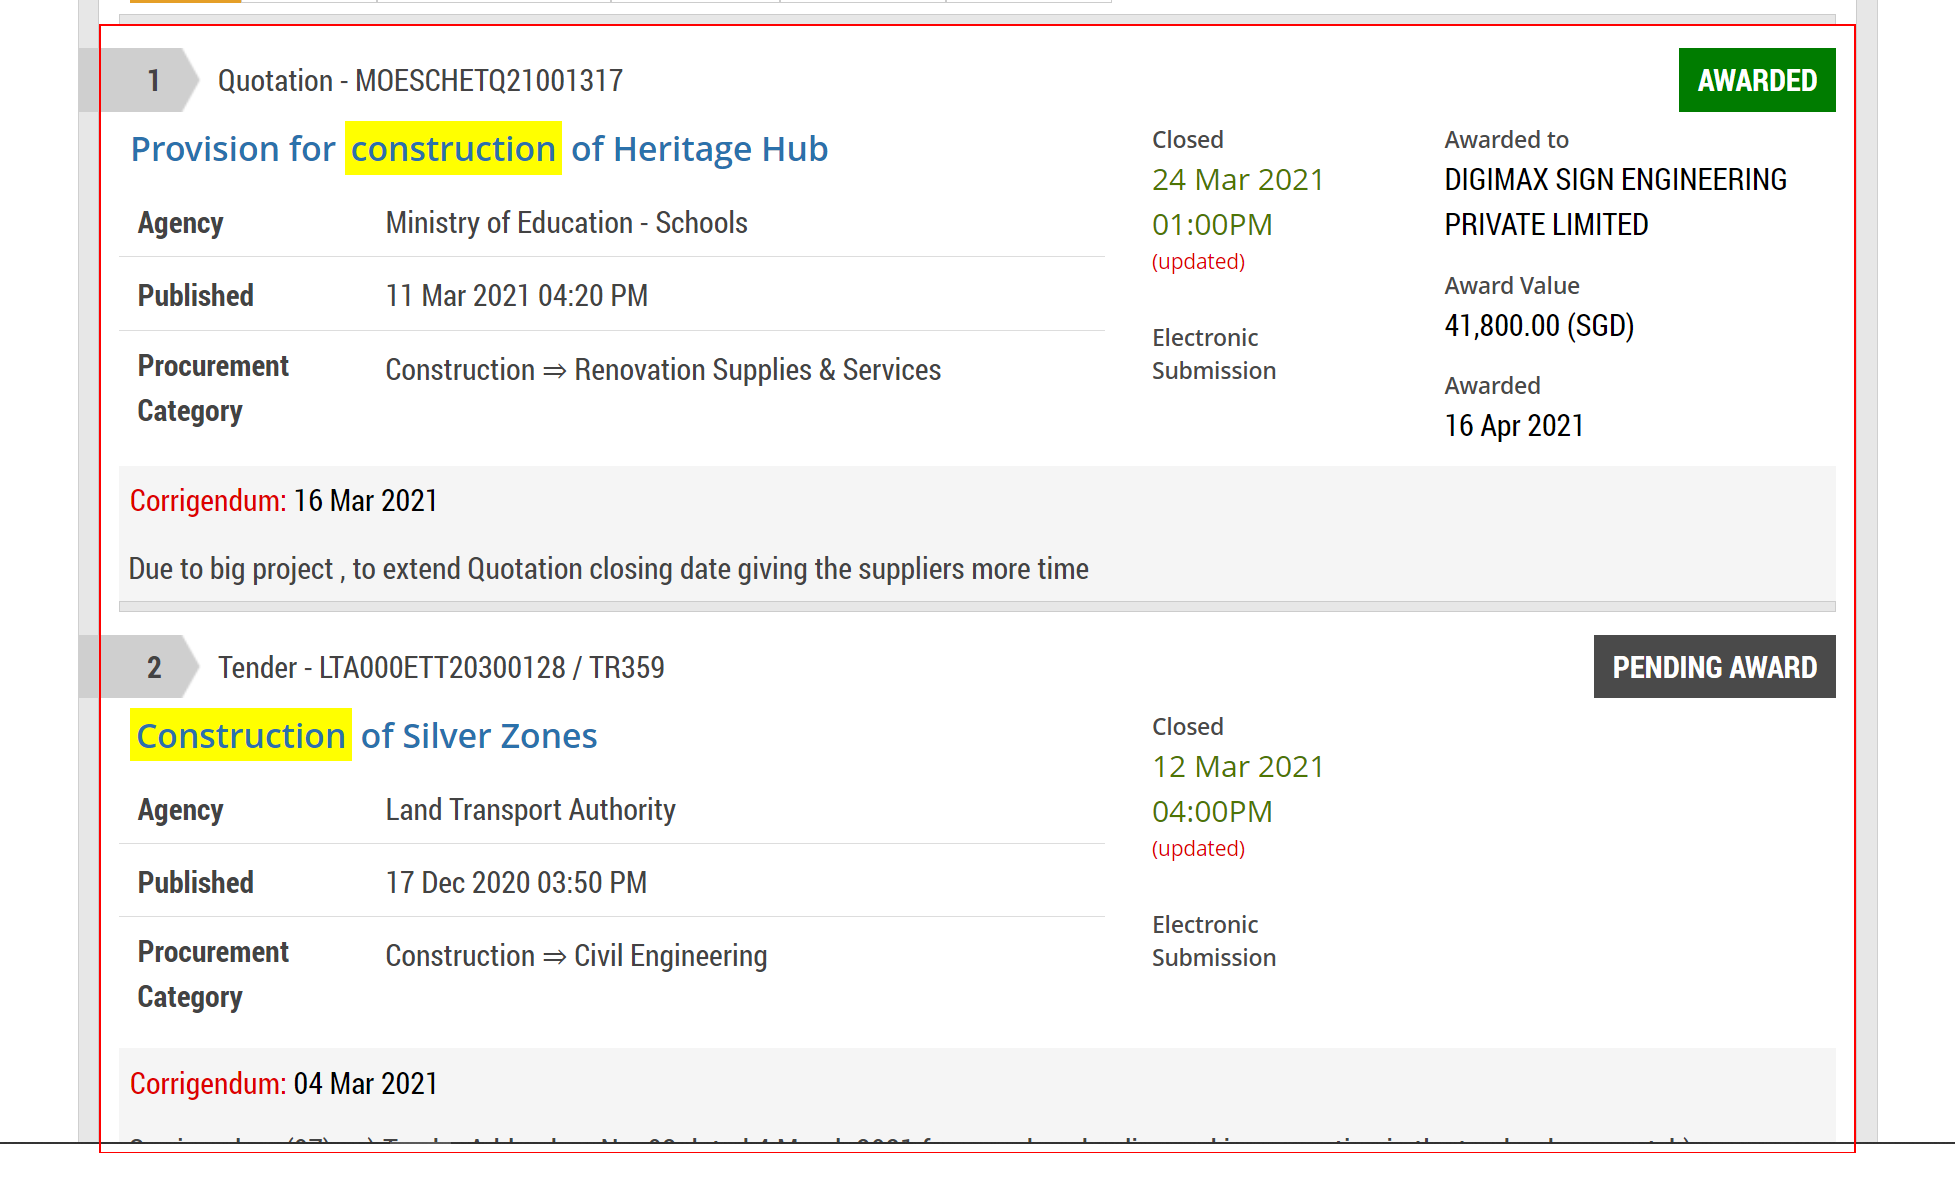 1
Quotation - MOESCHETQ21001317
AWARDED
Provision for construction of Heritage Hub
Agency
Ministry of Education - Schools
Published
11 Mar 2021 04:20 PM
Procurement
Category
Construction ⇒ Renovation Supplies & Services
Closed
24 Mar 2021
01:00PM
(updated)
Electronic
Submission
Awarded to
DIGIMAX SIGN ENGINEERING
PRIVATE LIMITED
Award Value
41,800.00 (SGD)
Awarded
16 Apr 2021
Corrigendum: 16 Mar 2021
Due to big project , to extend Quotation closing date giving the suppliers more time
2
Tender - LTA000ETT20300128 / TR359
PENDING AWARD
Construction of Silver Zones
Agency
Land Transport Authority
Published
17 Dec 2020 03:50 PM
Procurement
Category
Construction ⇒ Civil Engineering
Closed
12 Mar 2021
04:00PM
(updated)
Electronic
Submission
Corrigendum: 04 Mar 2021